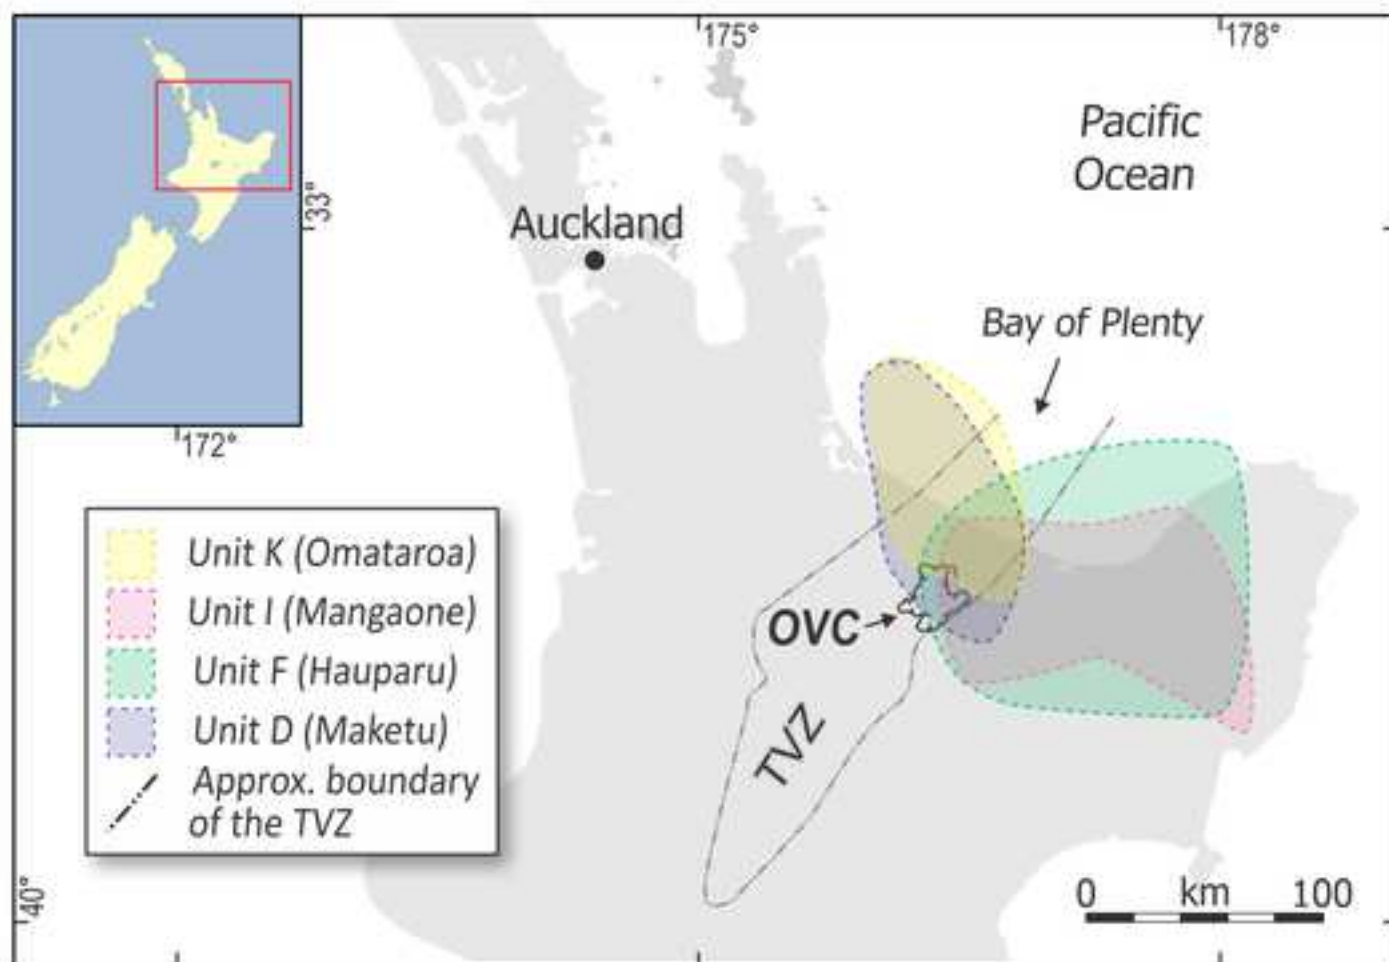 175°
178°
Pacific
Ocean
33°
Auckland
Bay of Plenty
172°
Unit K (Omataroa)
Unit I (Mangaone)
Unit F (Hauparu)
Unit D (Maketu)
Approx. boundary
of the TVZ
OVC
TVZ
40°
0 km 100